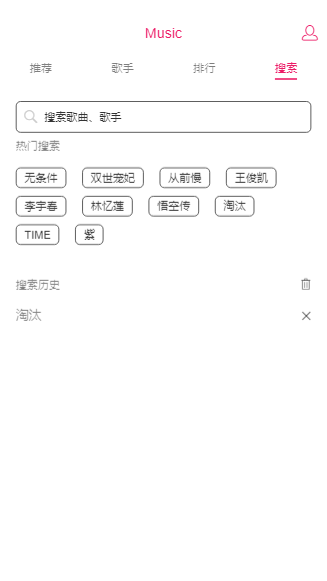 Music
推荐 歌手 排行 搜索
搜索歌曲、歌手
热门搜索
无条件 双世宠妃 从前慢 王俊凯
李宇春 林忆莲 悟空传 淘汰
TIME 紫
搜索历史
淘汰